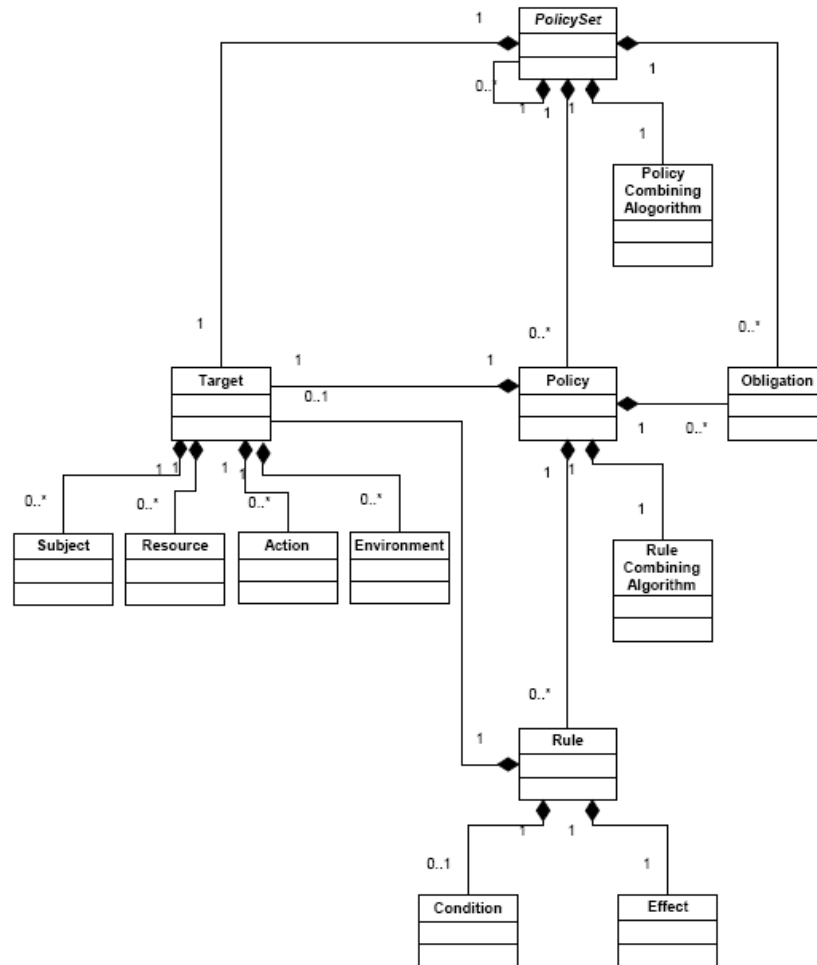 1
PolicySet
1
0..*
1
1
1
1
Policy
Combining
Alogorithm
1
0..*
0..*
1
1
Target
0..1
Policy
Obligation
1
0..*
1
1
1
1
1
1
0..*
0..*
0..*
0..*
1
Subject
Resource
Action
Environment
Rule
Combining
Algorithm
0..*
1
Rule
1
1
0..1
1
Condition
Effect